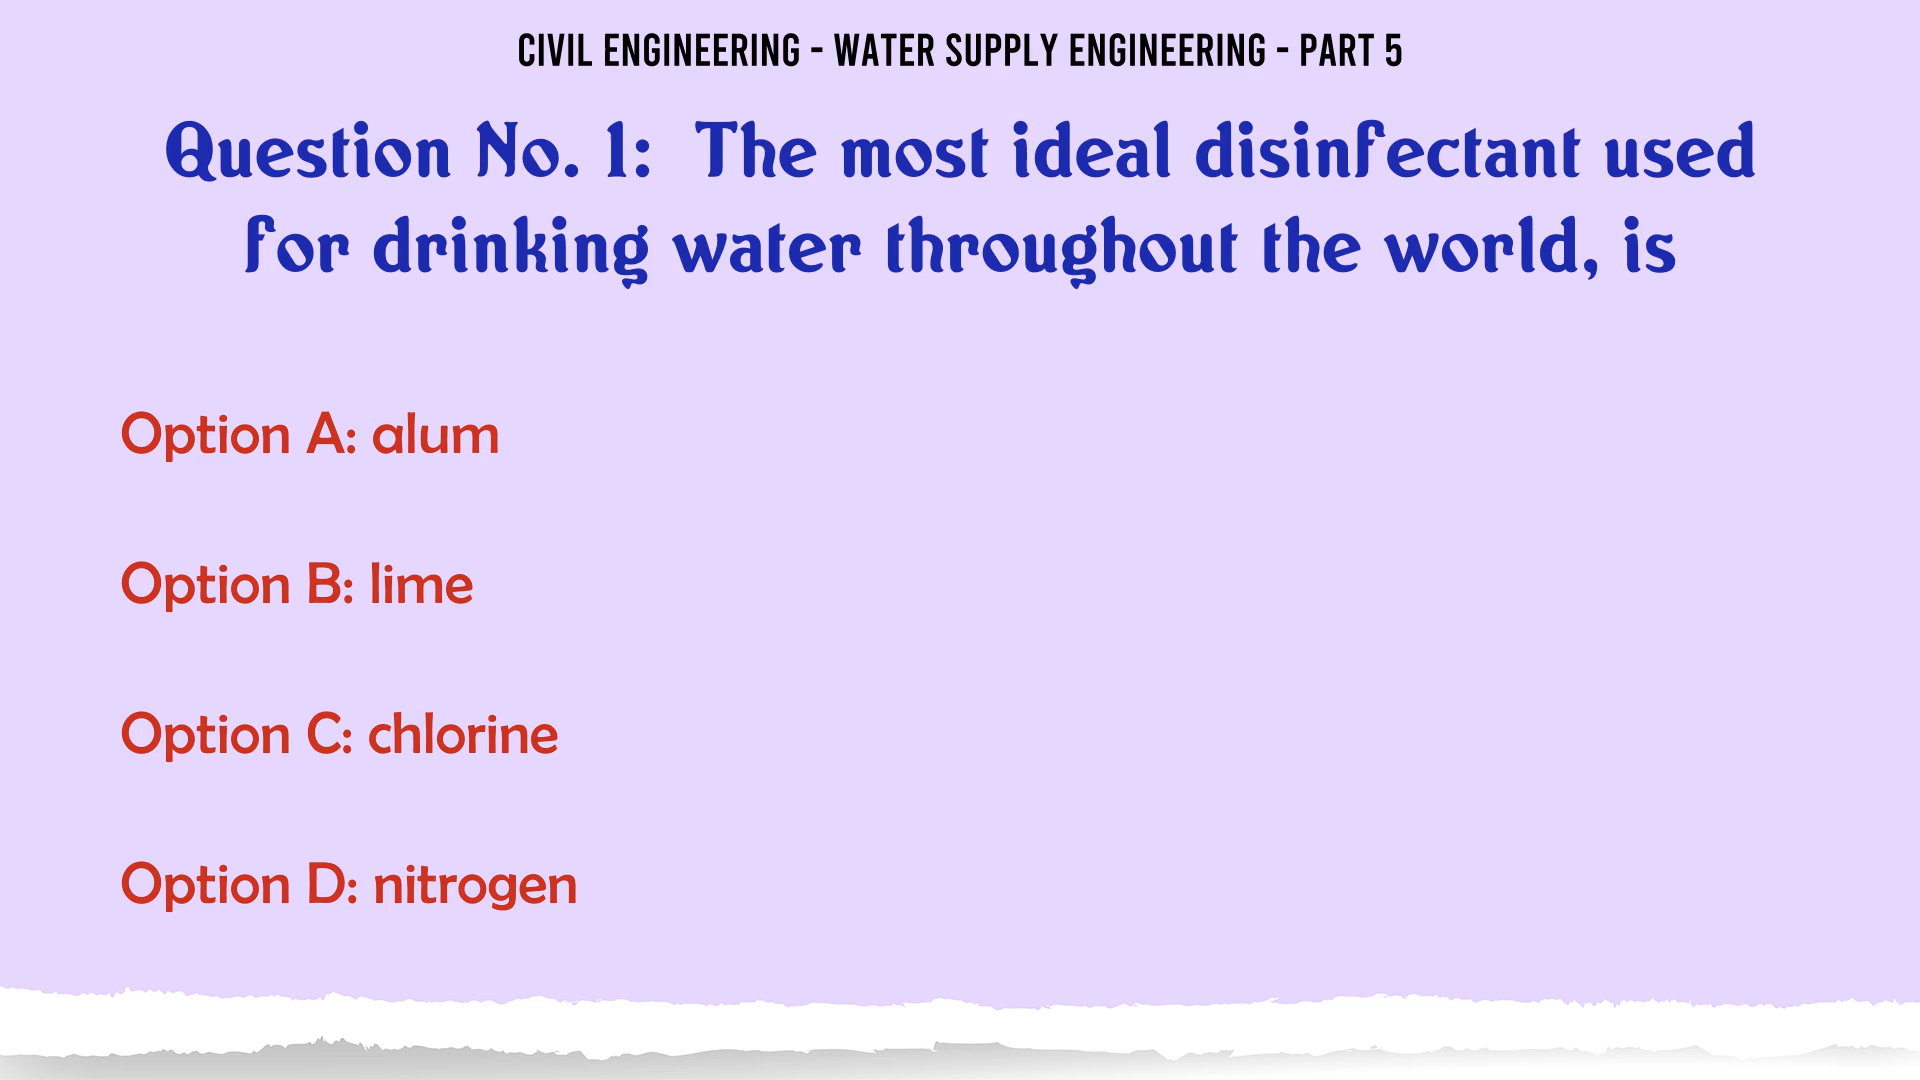 CIVIL ENGINEERING - WATER SUPPLY ENGINEERING - PART 5
Question No. 1: The most ideal disinfectant used
for drinking water throughout the world, is
Option A: alum
Option B: lime
Option C: chlorine
Option D: nitrogen